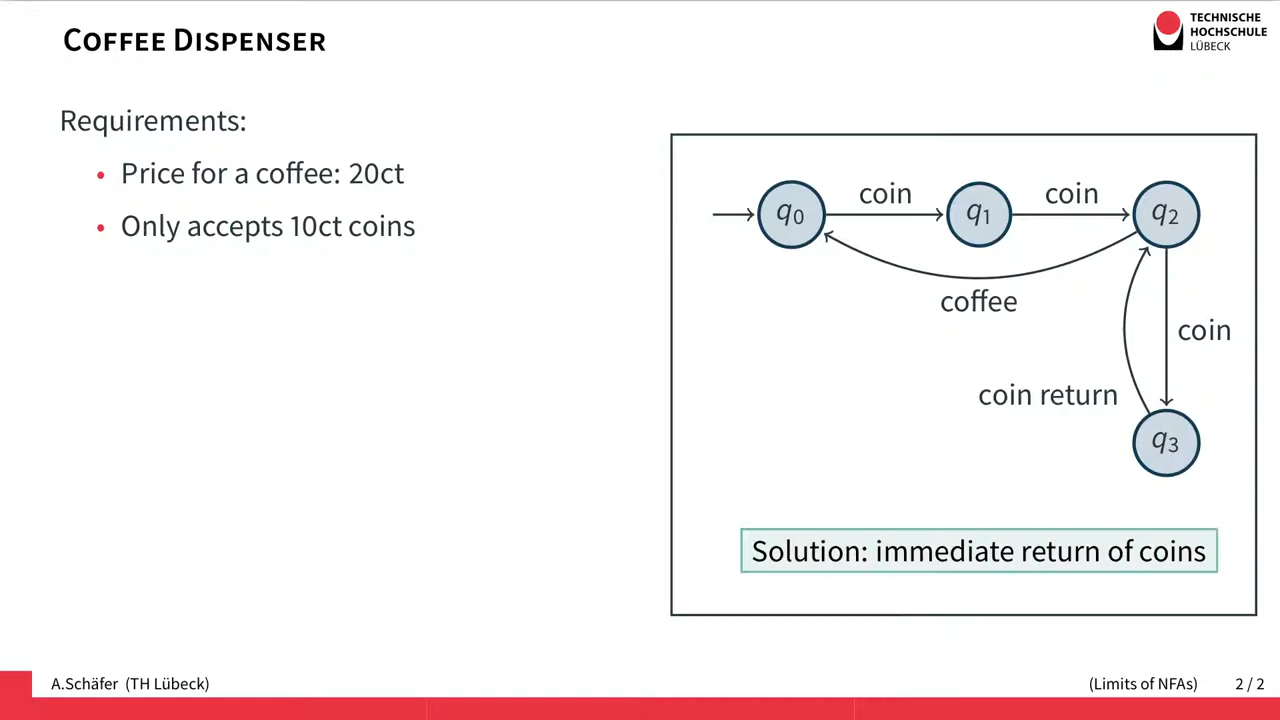 COFFEE DISPENSER
TECHNISCHE
HOCHSCHULE
LÜBECK
Requirements:
• Price for a coffee: 20ct
• Only accepts 10ct coins
coin
coin
q0
q1
q2
coffee
coin
coin return
q3
Solution: immediate return of coins
A.Schäfer (TH Lübeck)
(Limits of NFAs)
2 / 2